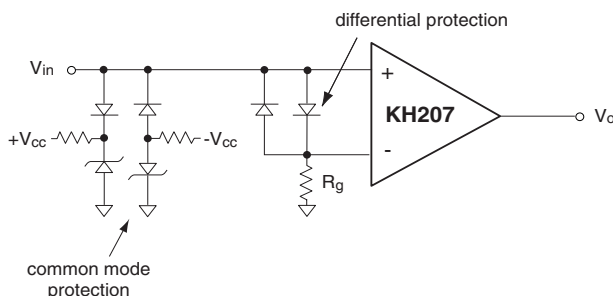 differential protection
Vin
+
KH207
Vo
+Vcc
-Vcc
-
Rg
common mode
protection